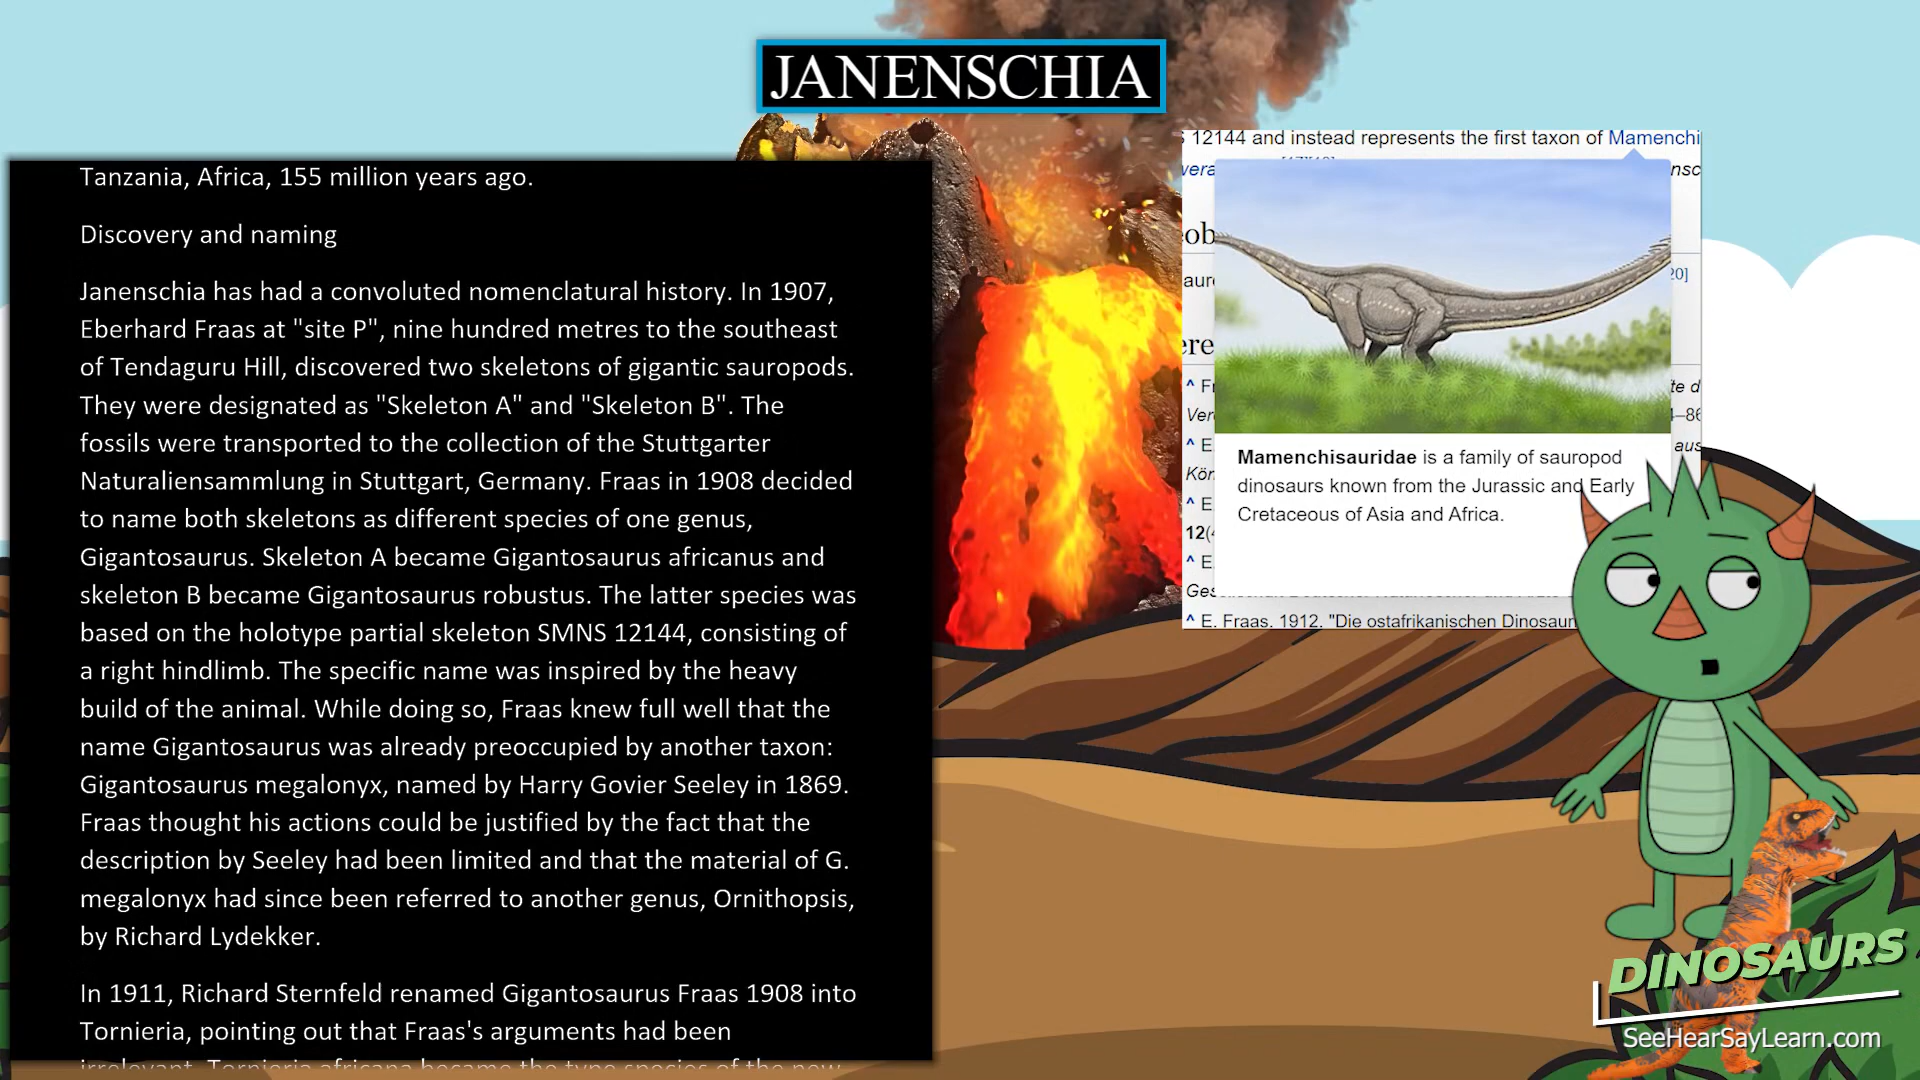 JANENSCHIA
Tanzania, Africa, 155 million years ago.
Discovery and naming
Janenschia has had a convoluted nomenclatural history. In 1907,
Eberhard Fraas at "site P", nine hundred metres to the southeast
of Tendaguru Hill, discovered two skeletons of gigantic sauropods.
They were designated as "Skeleton A" and "Skeleton B". The
fossils were transported to the collection of the Stuttgarter
Naturaliensammlung in Stuttgart, Germany. Fraas in 1908 decided
to name both skeletons as different species of one genus,
Gigantosaurus. Skeleton A became Gigantosaurus africanus and
skeleton B became Gigantosaurus robustus. The latter species was
based on the holotype partial skeleton SMNS 12144, consisting of
a right hindlimb. The specific name was inspired by the heavy
build of the animal. While doing so, Fraas knew full well that the
name Gigantosaurus was already preoccupied by another taxon:
Gigantosaurus megalonyx, named by Harry Govier Seeley in 1869.
Fraas thought his actions could be justified by the fact that the
description by Seeley had been limited and that the material of G.
megalonyx had since been referred to another genus, Ornithopsis,
by Richard Lydekker.
In 1911, Richard Sternfeld renamed Gigantosaurus Fraas 1908 into
Tornieria, pointing out that Fraas's arguments had been
irrelevant. Tornieria africana became the type species of the new
12144 and instead represents the first taxon of Mamenchi
Mamenchisauridae is a family of sauropod
dinosaurs known from the Jurassic and Early
Cretaceous of Asia and Africa.
^ E. Fraas. 1912. "Die ostafrikanischen Dinosaur
DINOSAURS
SeeHearSayLearn.com